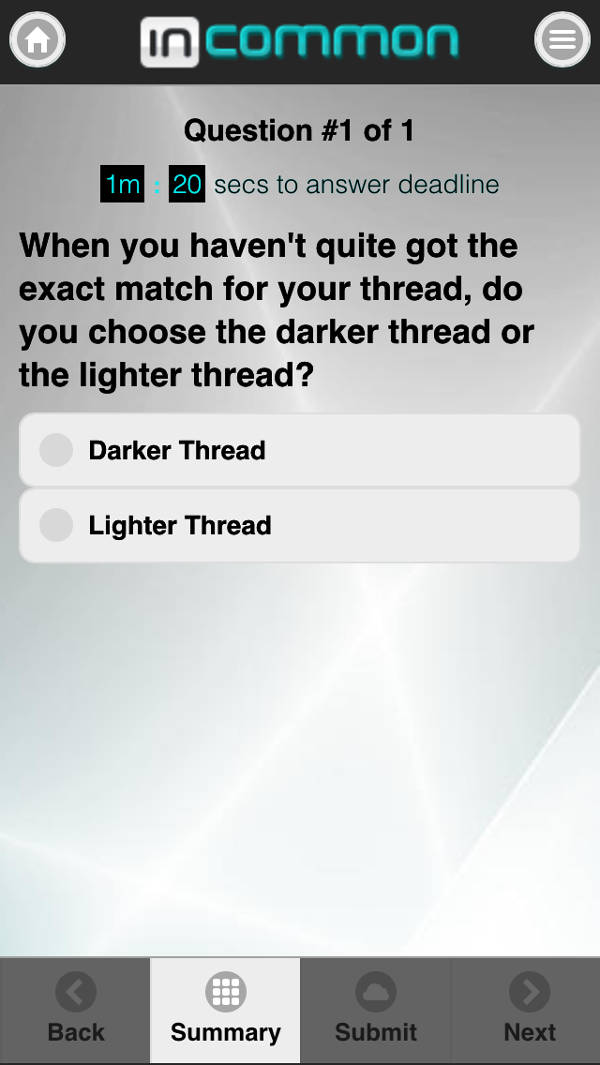 in common
Question #1 of 1
1m : 20 secs to answer deadline
When you haven't quite got the
exact match for your thread, do
you choose the darker thread or
the lighter thread?
Darker Thread
Lighter Thread
Back Summary Submit Next